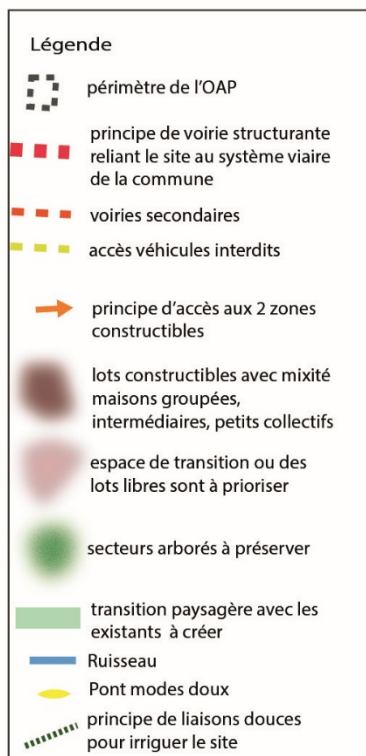 Légende
périmètre de l'OAP
principe de voirie structurante
reliant le site au système viaire
de la commune
voiries secondaires
accès véhicules interdits
principe d'accès aux 2 zones
constructibles
lots constructibles avec mixité
maisons groupées,
intermédiaires, petits collectifs
espace de transition ou des
lots libres sont à prioriser
secteurs arborés à préserver
transition paysagère avec les
existants à créer
Ruisseau
Pont modes doux
principe de liaisons douces
pour irriguer le site